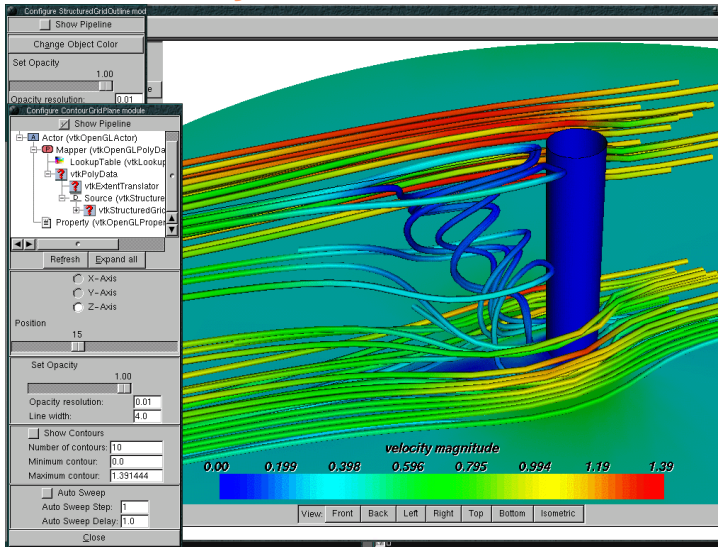 Configure StructuredGridOutline mod
Show Pipeline
Change Object Color
Set Opacity
1.00
Opacity resolution: 0.01
e
Configure ContourGridPlane module
Show Pipeline
Actor (vtkOpenGLActor)
Mapper (vtkOpenGLPolyDa
LookupTable (vtkLookup
vtkPolyData
vtkExtentTranslator
Source (vtkStructure
vtkStructuredGric
Property (vtkOpenGLProper
Refresh Expand all
X-Axis
Y-Axis
Z-Axis
Position
15
Set Opacity
1.00
Opacity resolution: 0.01
Line width: 4.0
Show Contours
Number of contours: 10
Minimum contour: 0.0
Maximum contour: 1.391444
Auto Sweep
Auto Sweep Step: 1
Auto Sweep Delay: 1.0
Close
velocity magnitude
0.00 0.199 0.398 0.596 0.795 0.994 1.19 1.39
View: Front Back Left Right Top Bottom Isometric